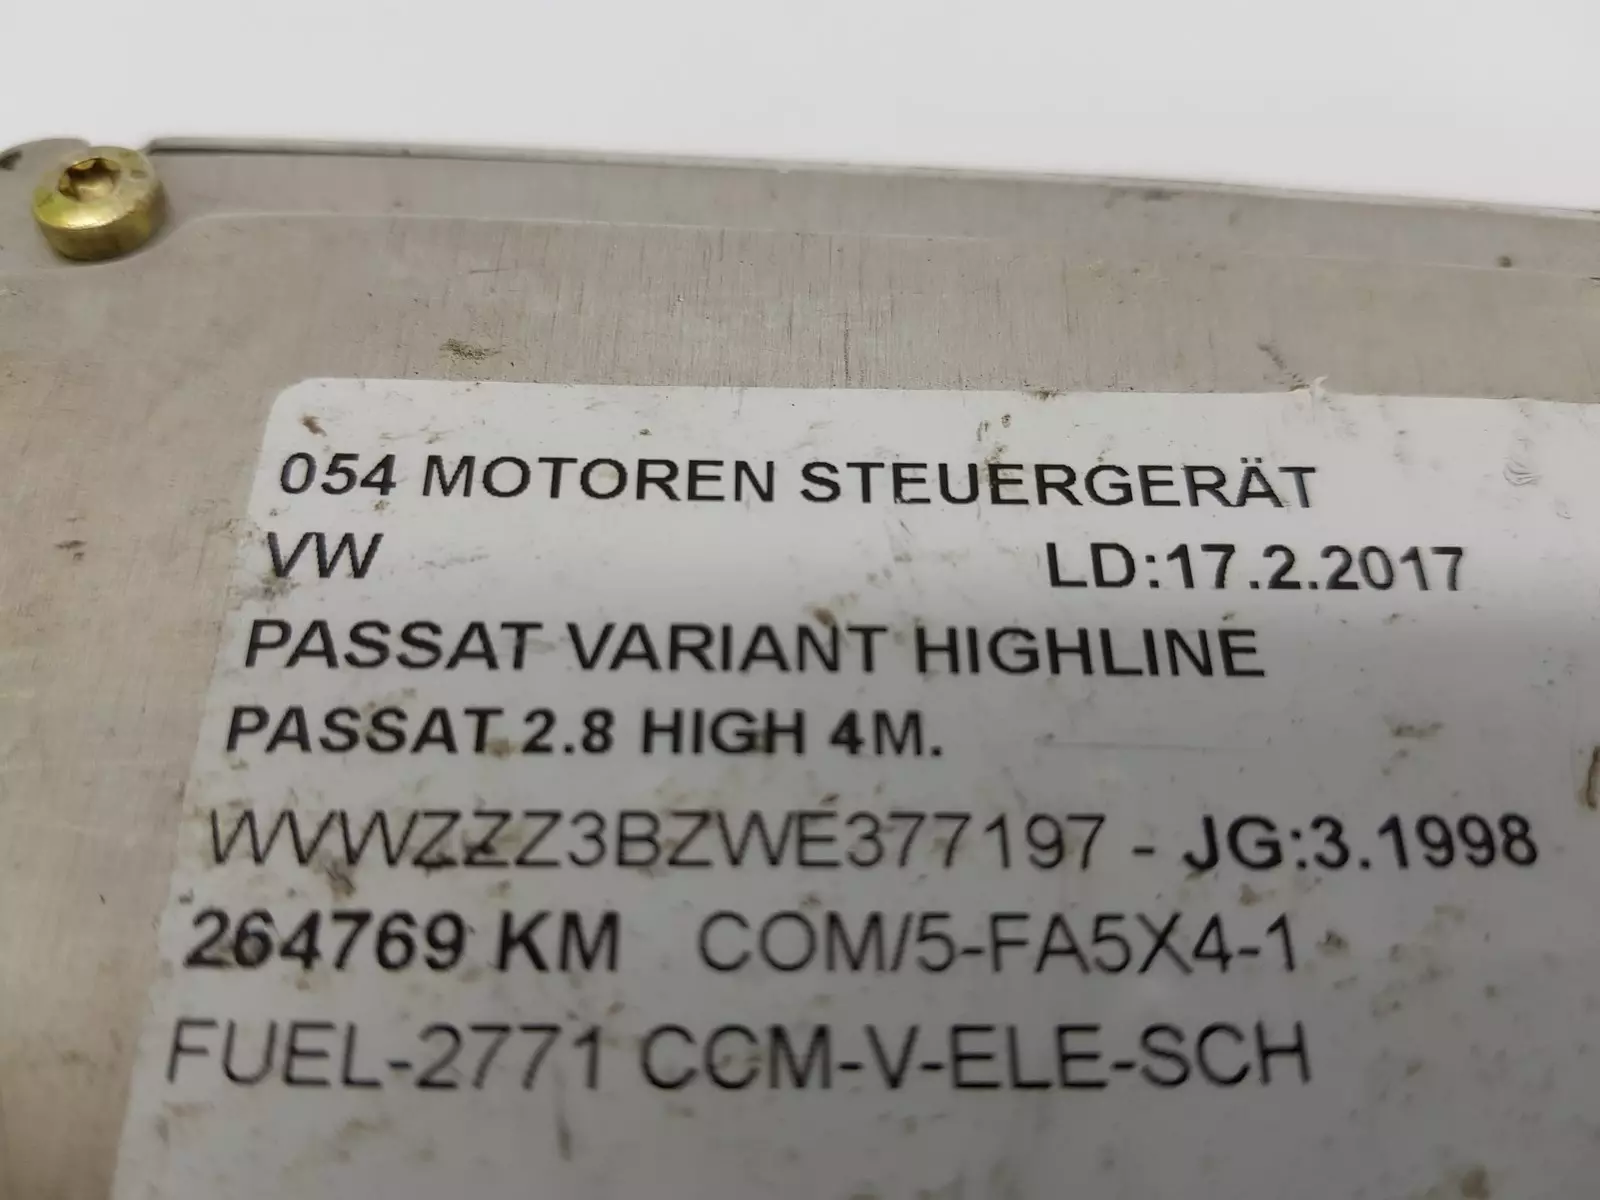 054 MOTOREN STEUERGERÄT
VW LD:17.2.2017
PASSAT VARIANT HIGHLINE
PASSAT 2.8 HIGH 4M.
WVWZZZ3BZWE377197 - JG:3.1998
264769 KM COM/5-FA5X4-1
FUEL-2771 CCM-V-ELE-SCH